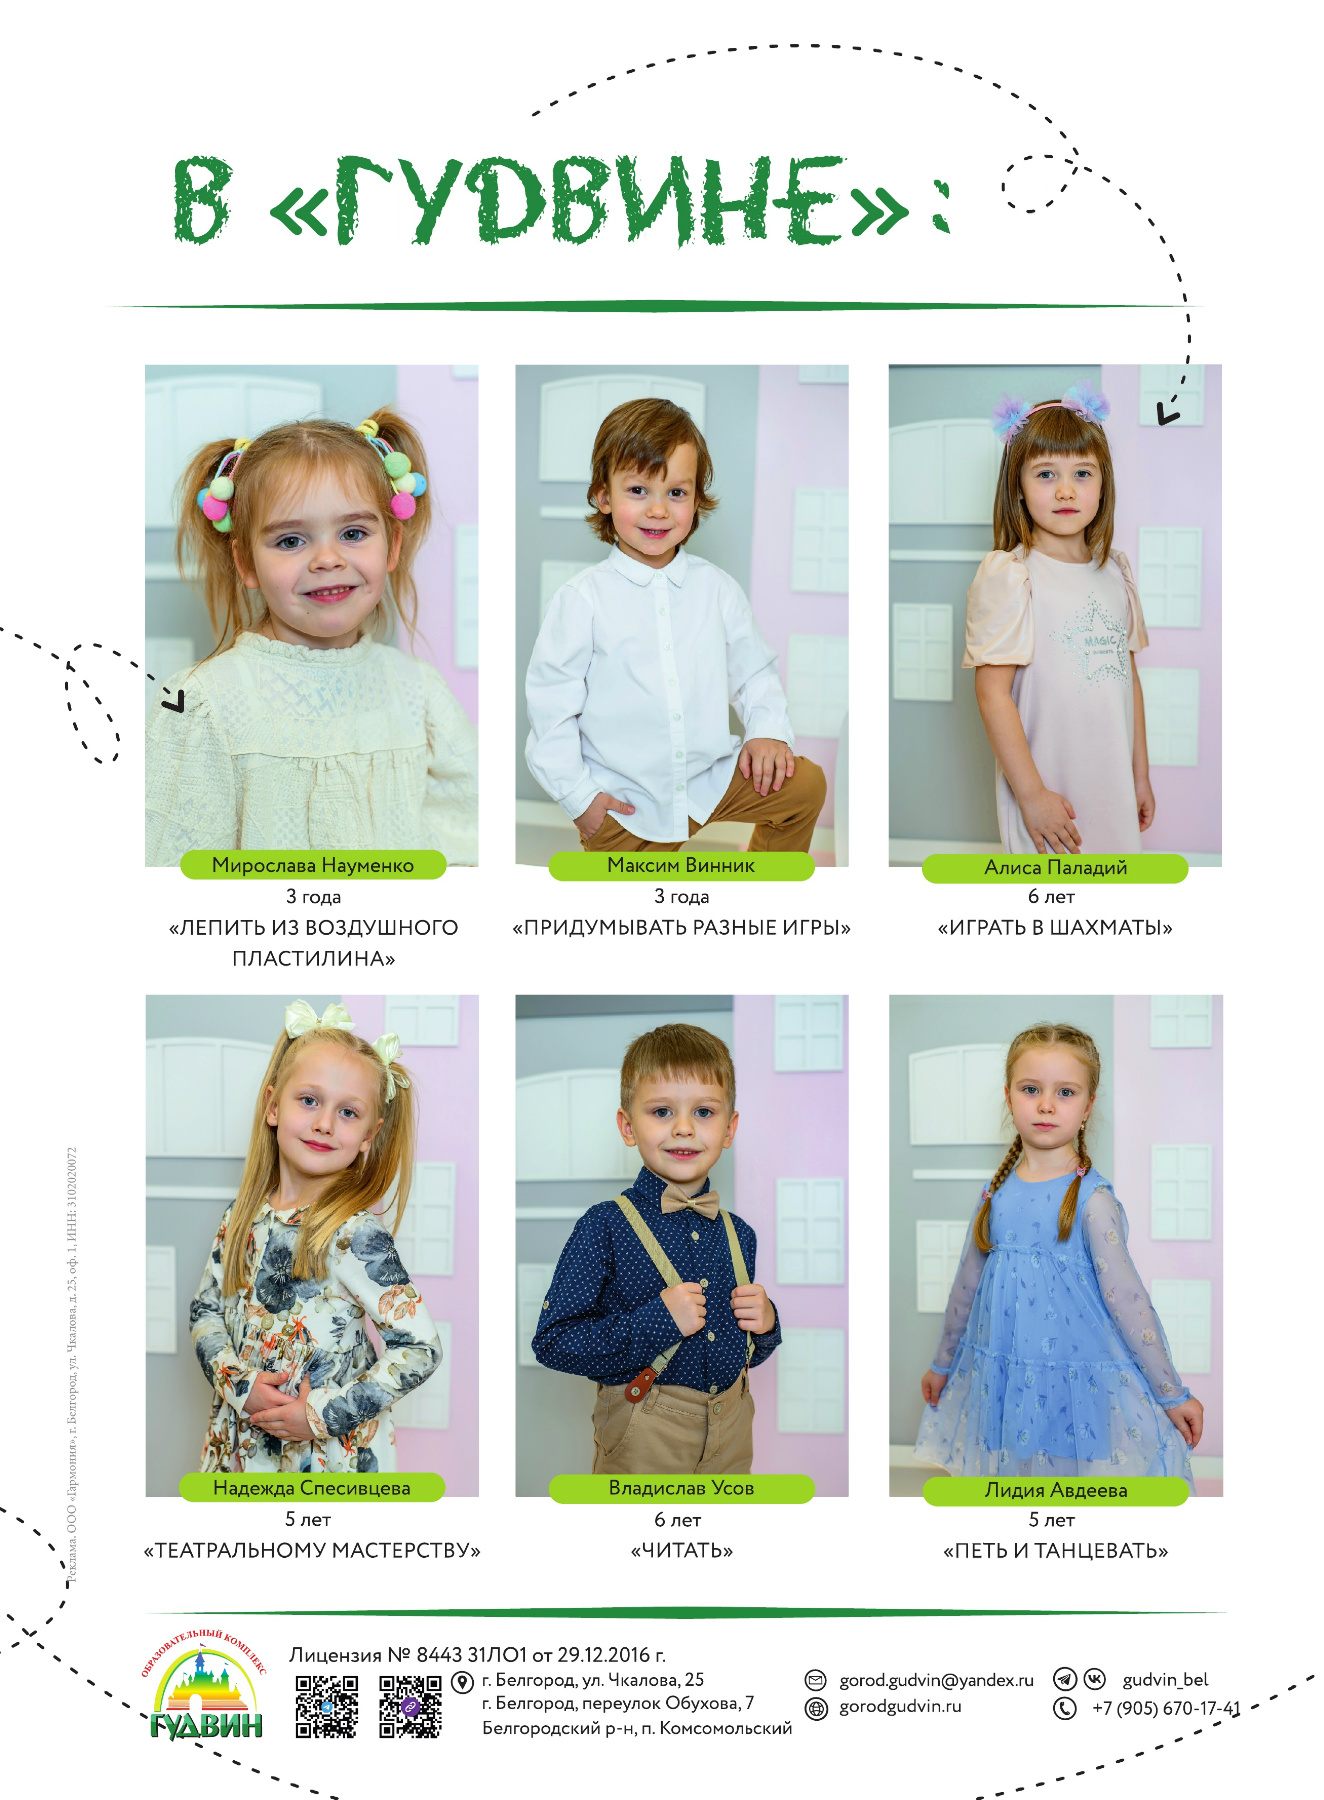 В «ГУДВИНЕ»:
Мирослава Науменко
3 года
«ЛЕПИТЬ ИЗ ВОЗДУШНОГО
ПЛАСТИЛИНА»
Максим Винник
3 года
«ПРИДУМЫВАТЬ РАЗНЫЕ ИГРЫ»
MAGIC
Алиса Паладий
6 лет
«ИГРАТЬ В ШАХМАТЫ»
Надежда Спесивцева
5 лет
«ТЕАТРАЛЬНОМУ МАСТЕРСТВУ»
Владислав Усов
6 лет
«ЧИТАТЬ»
Лидия Авдеева
5 лет
«ПЕТЬ И ТАНЦЕВАТЬ»
Реклама. ООО «Гармония», г. Белгород, ул. Чкалова, д. 25, оф. 1, ИНН: 3102020072
ОБРАЗОВАТЕЛЬНЫЙ КОМПЛЕКС
ГУДВИН
Лицензия № 8443 31ЛО1 от 29.12.2016 г.
г. Белгород, ул. Чкалова, 25
г. Белгород, переулок Обухова, 7
Белгородский р-н, п. Комсомольский
gorod.gudvin@yandex.ru
gorodgudvin.ru
gudvin_bel
+7 (905) 670-17-41